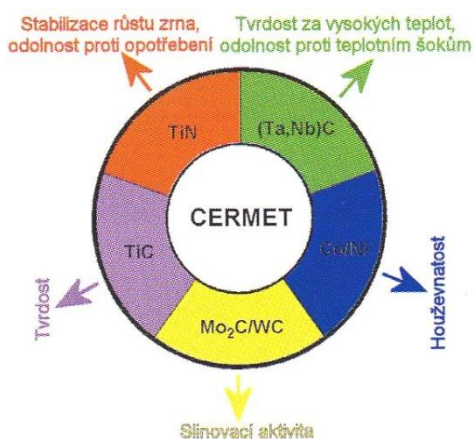 Stabilizace růstu zrna,
odolnost proti opotřebení
Tvrdost za vysokých teplot,
odolnost proti teplotním šokům
TiN
(Ta,Nb)C
CERMET
TiC
Co/Ni
Mo₂C/WC
Tvrdost
Houževnatost
Slinovací aktivita